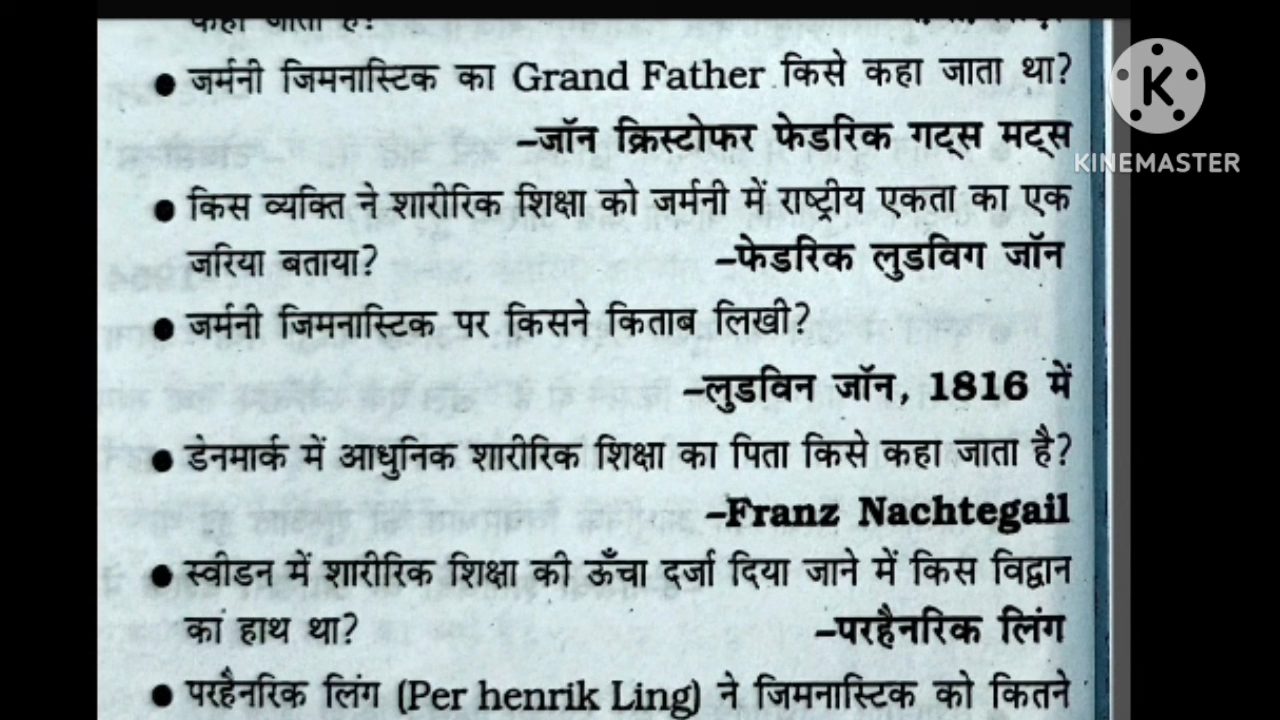 कहा जाता है?
● जर्मनी जिमनास्टिक का Grand Father किसे कहा जाता था?
–जॉन क्रिस्टोफर फेडरिक गट्स मट्स
● किस व्यक्ति ने शारीरिक शिक्षा को जर्मनी में राष्ट्रीय एकता का एक
जरिया बताया? –फेडरिक लुडविग जॉन
● जर्मनी जिमनास्टिक पर किसने किताब लिखी?
–लुडविन जॉन, 1816 में
● डेनमार्क में आधुनिक शारीरिक शिक्षा का पिता किसे कहा जाता है?
–Franz Nachtegail
● स्वीडन में शारीरिक शिक्षा की ऊँचा दर्जा दिया जाने में किस विद्वान
का हाथ था? –परहैनरिक लिंग
● परहैनरिक लिंग (Per henrik Ling) ने जिमनास्टिक को कितने
K
KINEMASTER